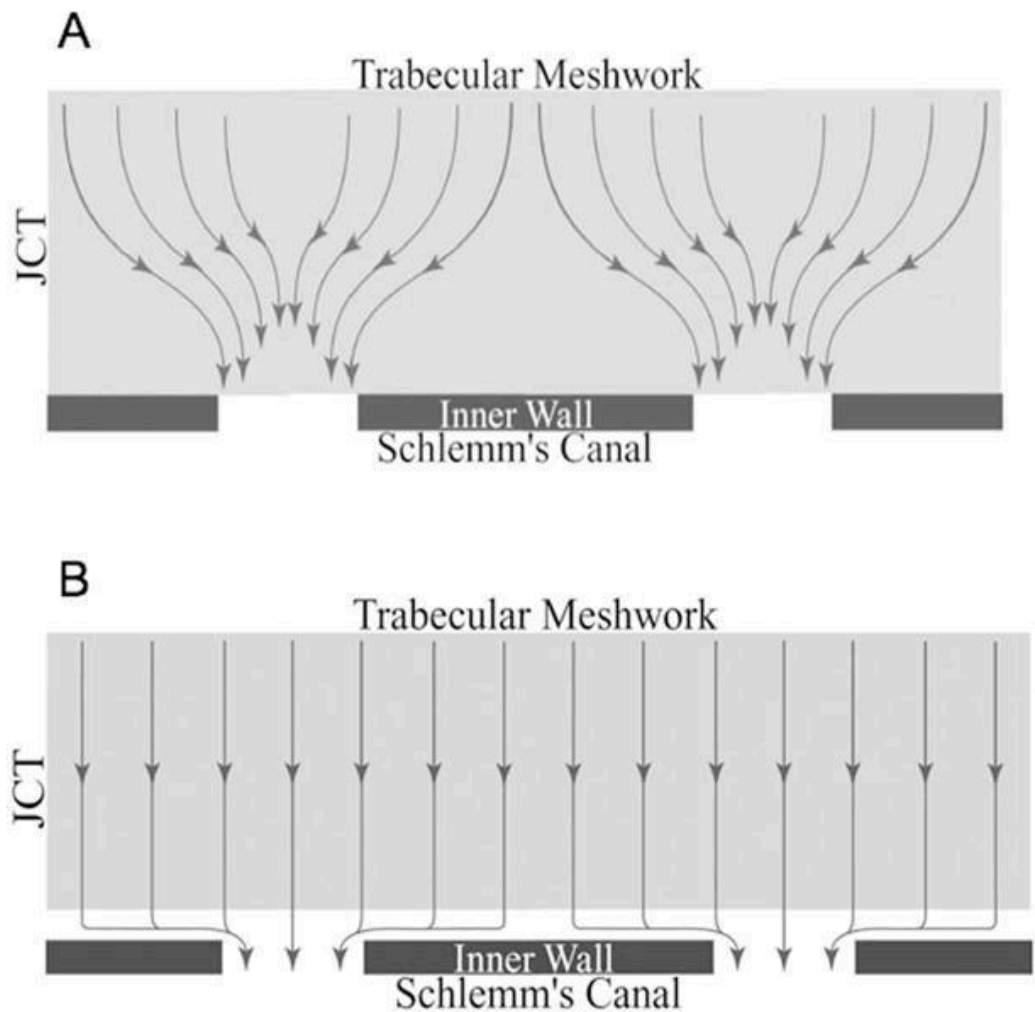 A
Trabecular Meshwork
JCT
Inner Wall
Schlemm's Canal
B
Trabecular Meshwork
JCT
Inner Wall
Schlemm's Canal